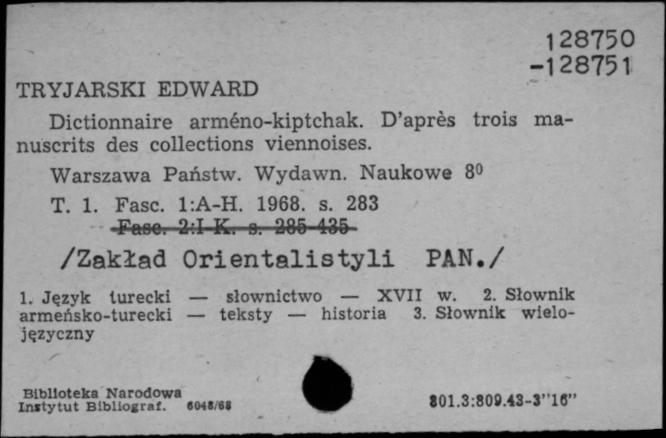 128750
-128751
TRYJARSKI EDWARD
Dictionnaire arméno-kiptchak. D'après trois ma-
nuscrits des collections viennoises.
Warszawa Państw. Wydawn. Naukowe 8⁰
T. 1. Fasc. 1:A-H. 1968. s. 283
Fasc. 2:I-K. s. 285-435
/Zakład Orientalistyli PAN./
1. Język turecki — słownictwo — XVII w. 2. Słownik
armeńsko-turecki — teksty — historia 3. Słownik wielo-
języczny
Biblioteka Narodowa
Instytut Bibliograf. 6048/68
801.3:809.43-3"16"